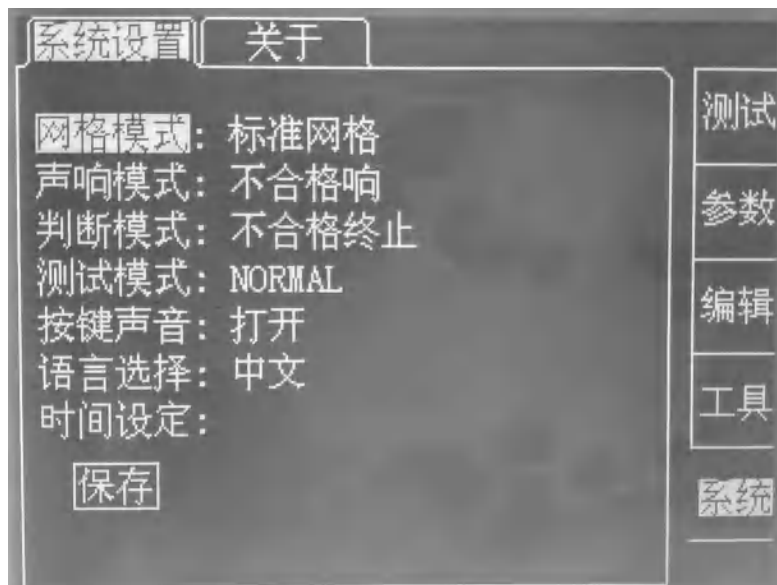 系统设置 关于
网格模式: 标准网格
声响模式: 不合格响
判断模式: 不合格终止
测试模式: NORMAL
按键声音: 打开
语言选择: 中文
时间设定:
保存
测试
参数
编辑
工具
系统